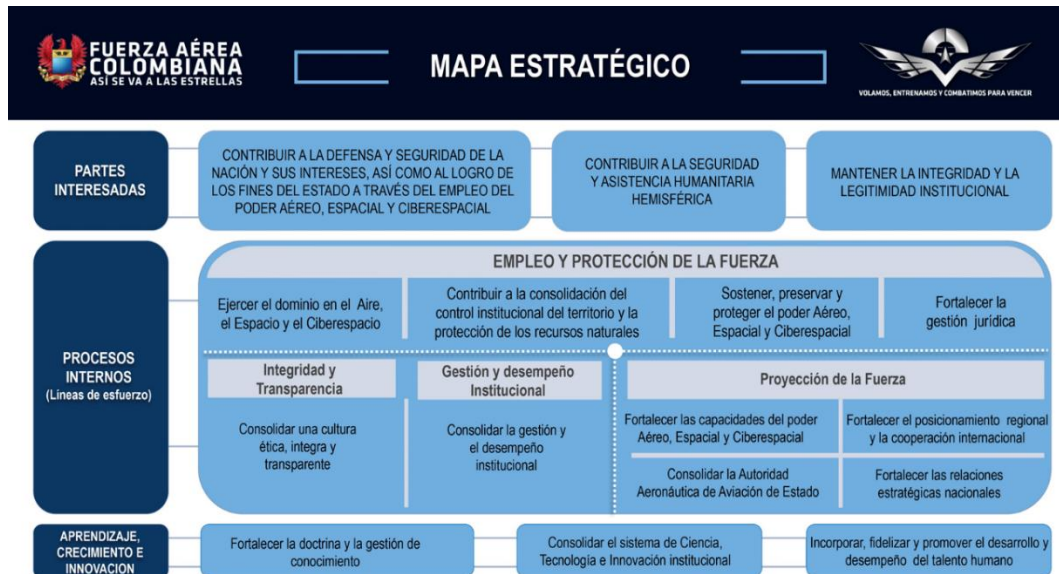 FUERZA AÉREA
COLOMBIANA
ASÍ SE VA A LAS ESTRELLAS
MAPA ESTRATÉGICO
VOLAMOS, ENTRENAMOS Y COMBATIMOS PARA VENCER
PARTES
INTERESADAS
CONTRIBUIR A LA DEFENSA Y SEGURIDAD DE LA
NACIÓN Y SUS INTERESES, ASÍ COMO AL LOGRO DE
LOS FINES DEL ESTADO A TRAVÉS DEL EMPLEO DEL
PODER AÉREO, ESPACIAL Y CIBERESPACIAL
CONTRIBUIR A LA SEGURIDAD
Y ASISTENCIA HUMANITARIA
HEMISFÉRICA
MANTENER LA INTEGRIDAD Y LA
LEGITIMIDAD INSTITUCIONAL
PROCESOS
INTERNOS
(Lineas de esfuerzo)
EMPLEO Y PROTECCIÓN DE LA FUERZA
Ejercer el dominio en el Aire,
el Espacio y el Ciberespacio
Contribuir a la consolidación del
control institucional del territorio y la
protección de los recursos naturales
Sostener, preservar y
proteger el poder Aéreo,
Espacial y Ciberespacial
Fortalecer la
gestión jurídica
Integridad y
Transparencia
Consolidar una cultura
ética, integra y
transparente
Gestión y desempeño
Institucional
Consolidar la gestión y
el desempeño
institucional
Proyección de la Fuerza
Fortalecer las capacidades del poder
Aéreo, Espacial y Ciberespacial
Fortalecer el posicionamiento regional
y la cooperación internacional
Consolidar la Autoridad
Aeronáutica de Aviación de Estado
Fortalecer las relaciones
estratégicas nacionales
APRENDIZAJE,
CRECIMIENTO E
INNOVACION
Fortalecer la doctrina y la gestión de
conocimiento
Consolidar el sistema de Ciencia,
Tecnología e Innovación institucional
Incorporar, fidelizar y promover el desarrollo y
desempeño del talento humano